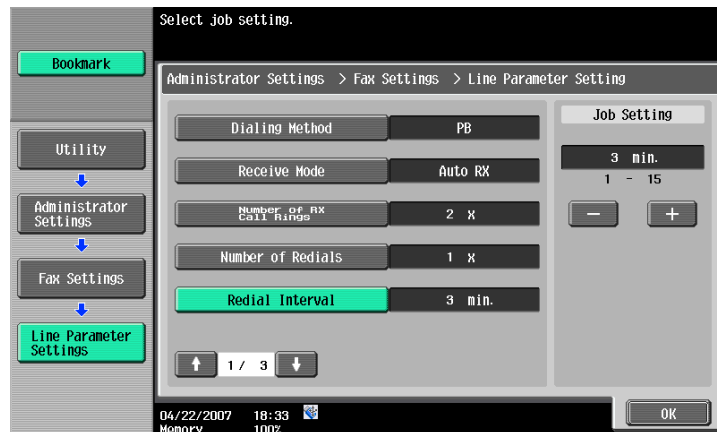 Select job setting.
Bookmark
Administrator Settings > Fax Settings > Line Parameter Setting
Utility
Administrator
Settings
Fax Settings
Line Parameter
Settings
Dialing Method PB
Receive Mode Auto RX
Number of RX
Call Rings 2 X
Number of Redials 1 X
Redial Interval 3 min.
1/ 3
Job Setting
3 min.
1 - 15
− +
OK
04/22/2007 18:33
Memory 100%